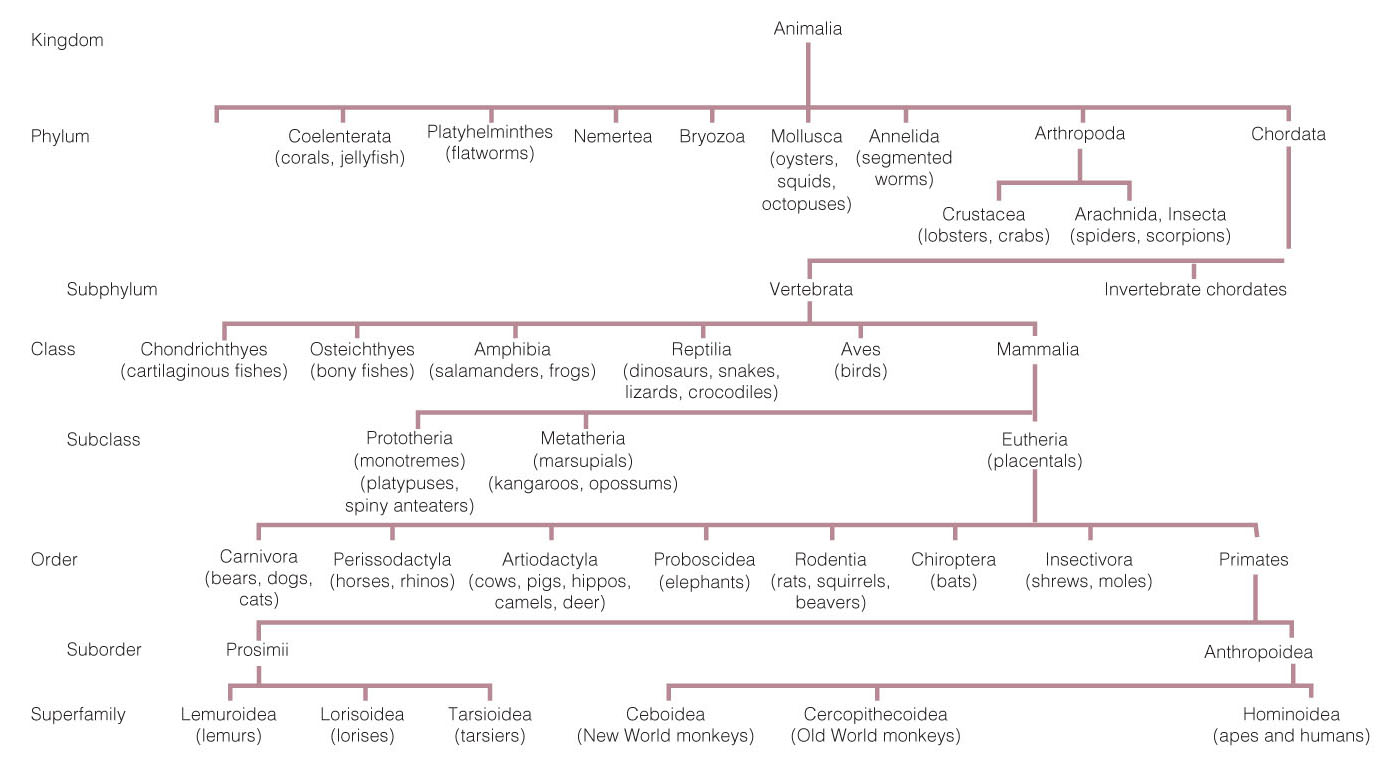 Kingdom
Animalia
Phylum
Coelenterata
(corals, jellyfish)
Platyhelminthes
(flatworms)
Nemertea
Bryozoa
Mollusca
(oysters,
squids,
octopuses)
Annelida
(segmented
worms)
Arthropoda
Chordata
Crustacea
(lobsters, crabs)
Arachnida, Insecta
(spiders, scorpions)
Subphylum
Vertebrata
Invertebrate chordates
Class
Chondrichthyes
(cartilaginous fishes)
Osteichthyes
(bony fishes)
Amphibia
(salamanders, frogs)
Reptilia
(dinosaurs, snakes,
lizards, crocodiles)
Aves
(birds)
Mammalia
Subclass
Prototheria
(monotremes)
(platypuses,
spiny anteaters)
Metatheria
(marsupials)
(kangaroos, opossums)
Eutheria
(placentals)
Order
Carnivora
(bears, dogs,
cats)
Perissodactyla
(horses, rhinos)
Artiodactyla
(cows, pigs, hippos,
camels, deer)
Proboscidea
(elephants)
Rodentia
(rats, squirrels,
beavers)
Chiroptera
(bats)
Insectivora
(shrews, moles)
Primates
Suborder
Prosimii
Anthropoidea
Superfamily
Lemuroidea
(lemurs)
Lorisoidea
(lorises)
Tarsioidea
(tarsiers)
Ceboidea
(New World monkeys)
Cercopithecoidea
(Old World monkeys)
Hominoidea
(apes and humans)